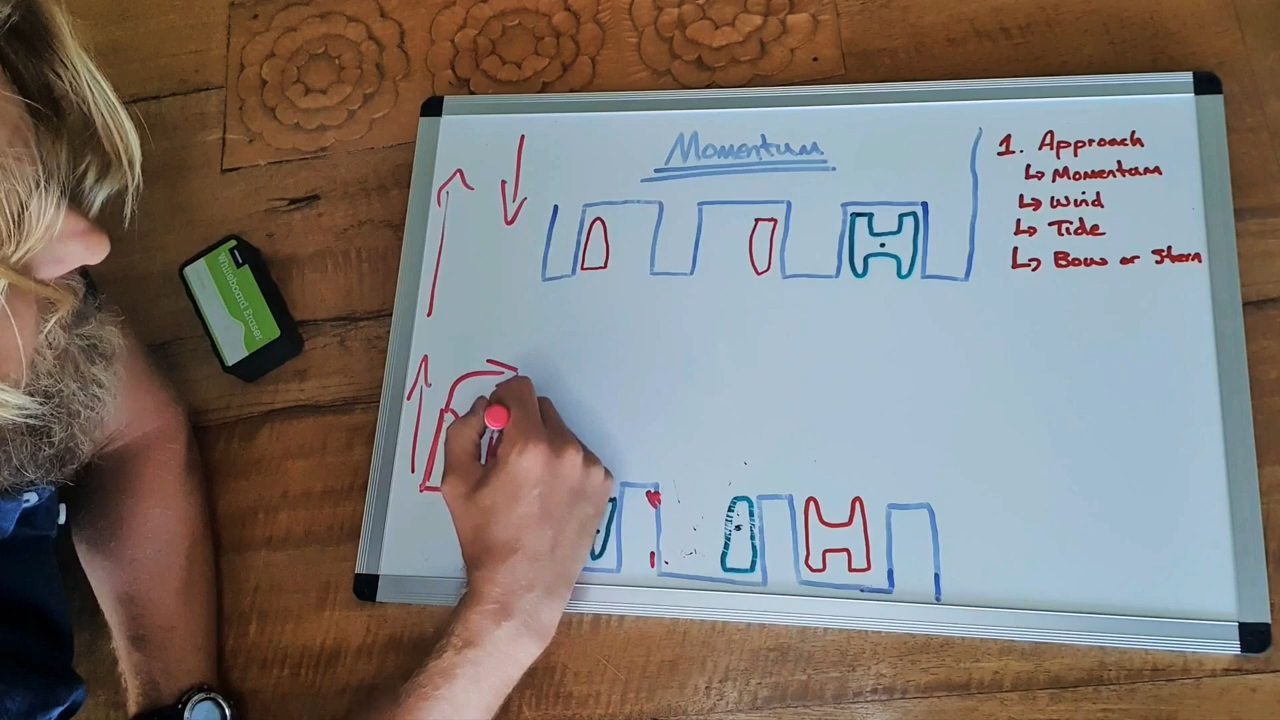 Momentum
1. Approach
↳ Momentum
↳ Wind
↳ Tide
↳ Bow or Stern
Whiteboard Eraser